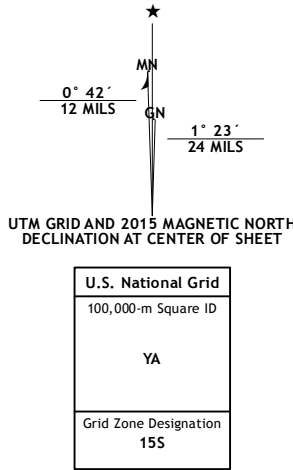 MN
0° 42´
12 MILS
GN
1° 23´
24 MILS
UTM GRID AND 2015 MAGNETIC NORTH
DECLINATION AT CENTER OF SHEET
U.S. National Grid
100,000-m Square ID
YA
Grid Zone Designation
15S